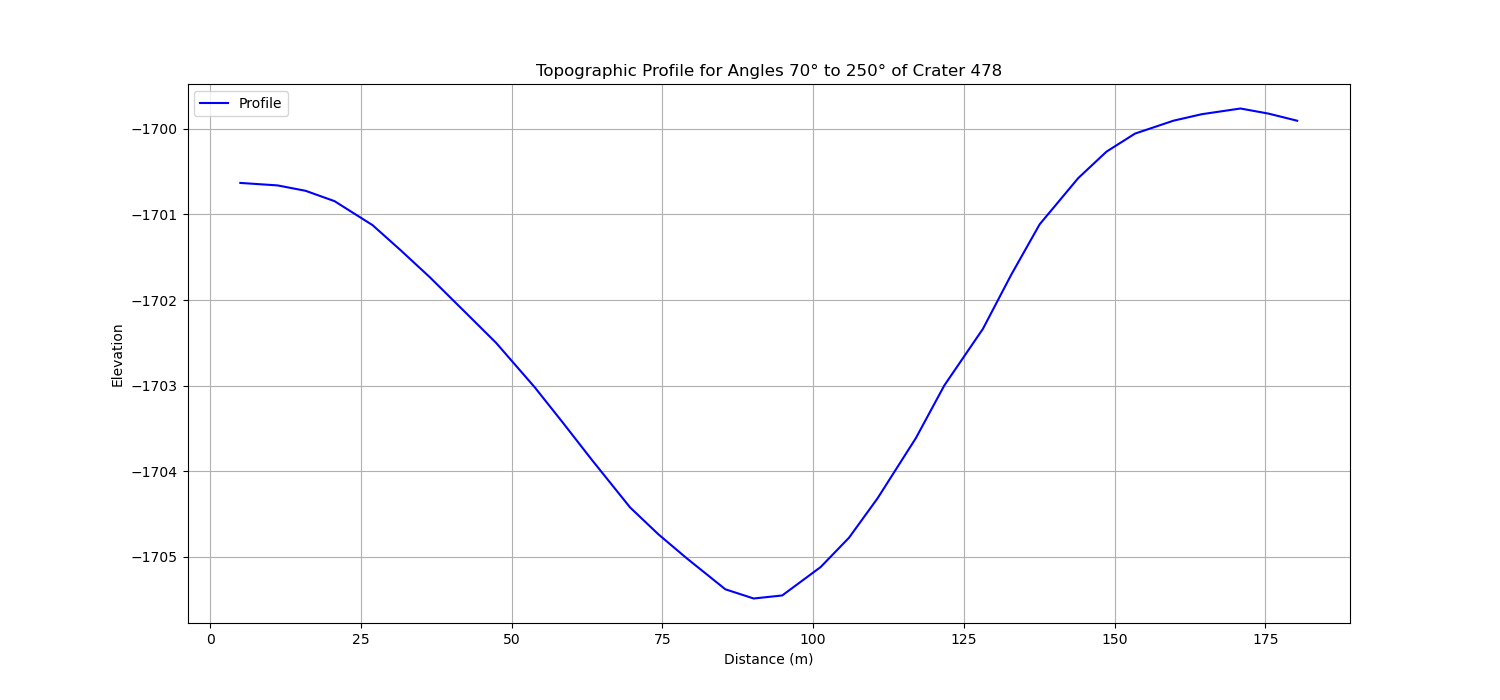 Topographic Profile for Angles 70° to 250° of Crater 478
Profile
−1700
−1701
−1702
−1703
−1704
−1705
Elevation
0 25 50 75 100 125 150 175
Distance (m)